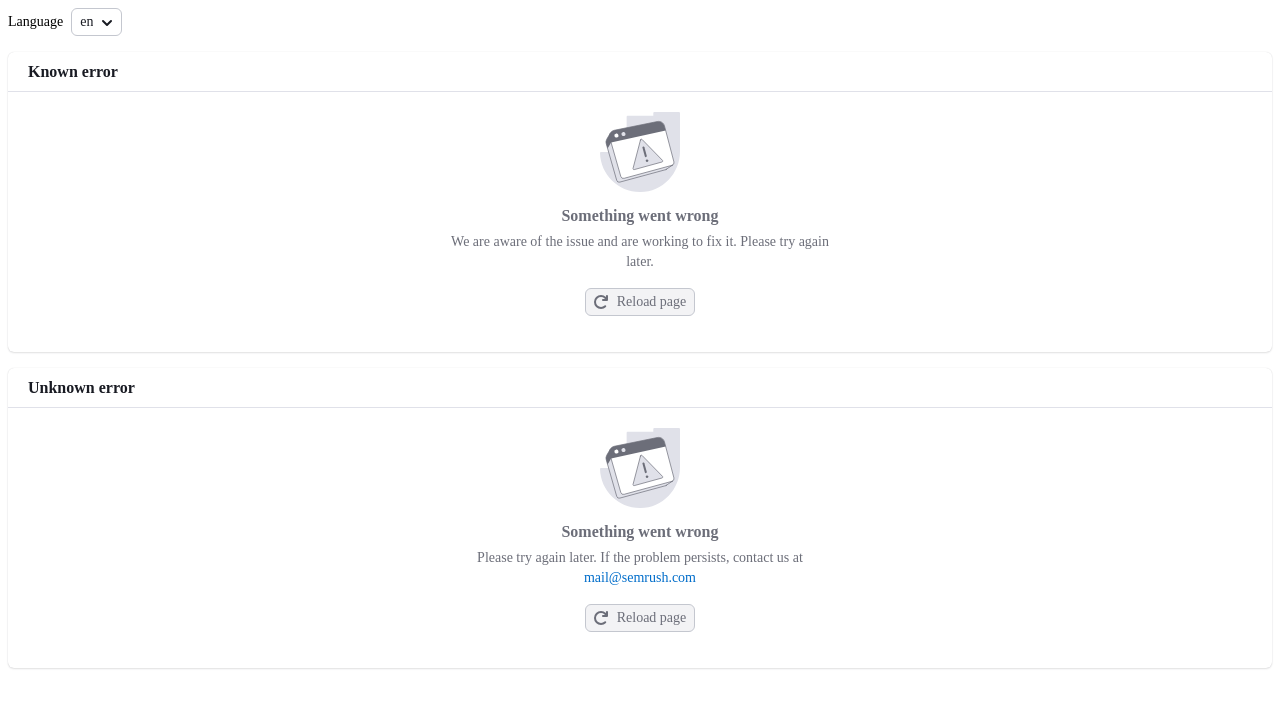 Language en
Known error
Something went wrong
We are aware of the issue and are working to fix it. Please try again
later.
Reload page
Unknown error
Something went wrong
Please try again later. If the problem persists, contact us at
mail@semrush.com
Reload page